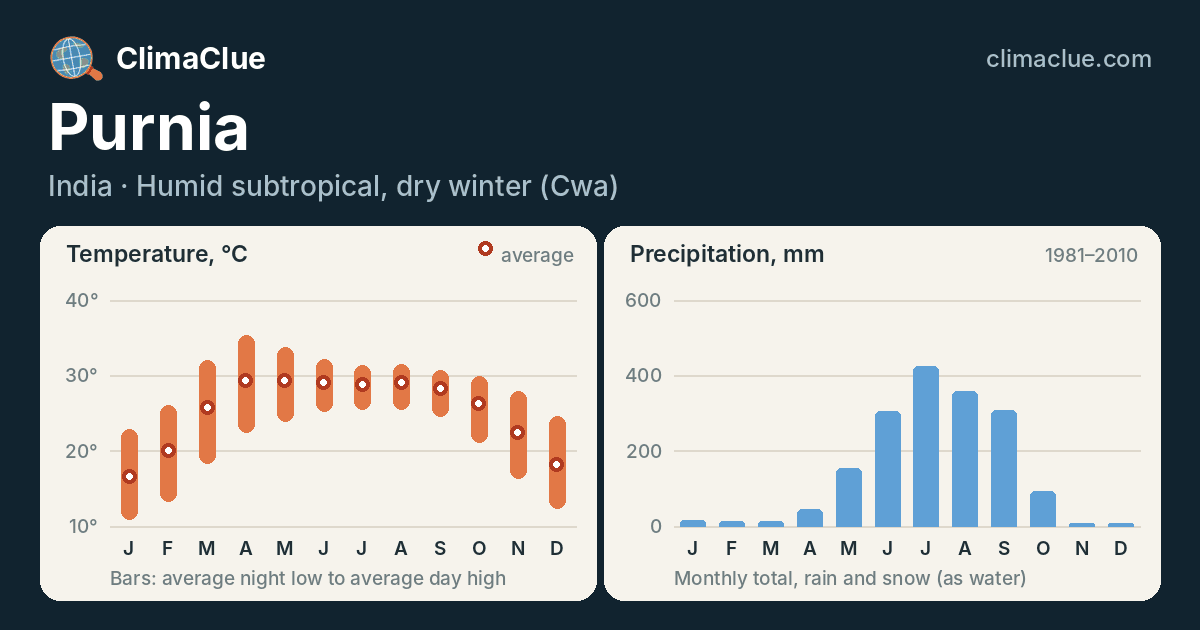 ClimaClue
climaclue.com
Purnia
India · Humid subtropical, dry winter (Cwa)
Temperature, °C
average
40°
30°
20°
10°
J F M A M J J A S O N D
Bars: average night low to average day high
Precipitation, mm
1981–2010
600
400
200
0
J F M A M J J A S O N D
Monthly total, rain and snow (as water)